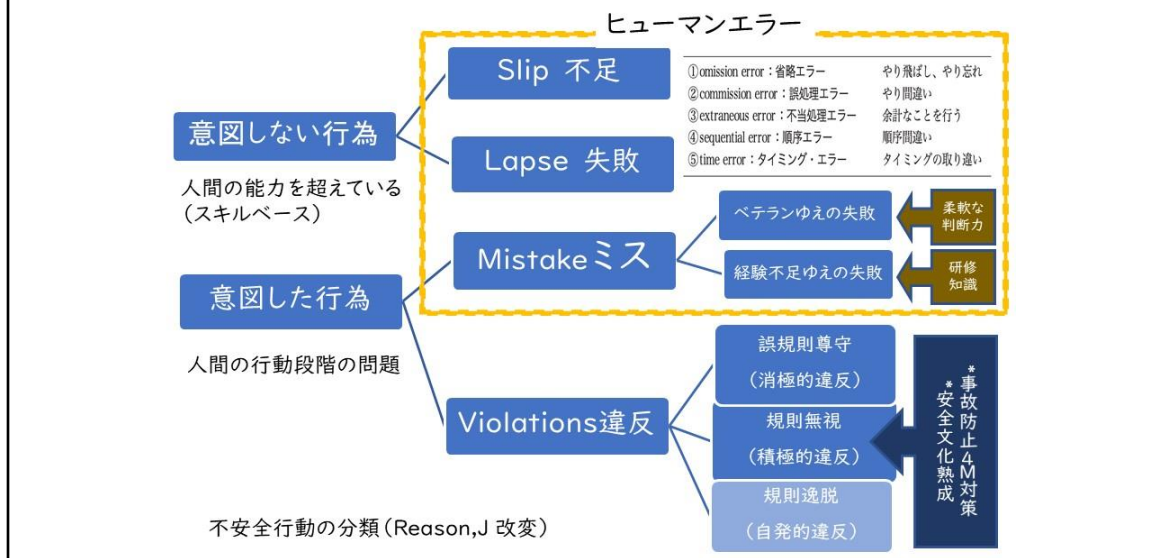 ヒューマンエラー
Slip 不足
①omission error：省略エラー やり飛ばし、やり忘れ
②commission error：誤処理エラー やり間違い
③extraneous error：不当処理エラー 余計なことを行う
④sequential error：順序エラー 順序間違い
⑤time error：タイミング・エラー タイミングの取り違い
意図しない行為
Lapse 失敗
人間の能力を超えている
（スキルベース）
ベテランゆえの失敗
柔軟な
判断力
Mistakeミス
経験不足ゆえの失敗
研修
知識
意図した行為
人間の行動段階の問題
誤規則尊守
（消極的違反）
Violations違反
規則無視
（積極的違反）
規則逸脱
（自発的違反）
*事故防止4M対策
*安全文化熟成
不安全行動の分類（Reason,J 改変）